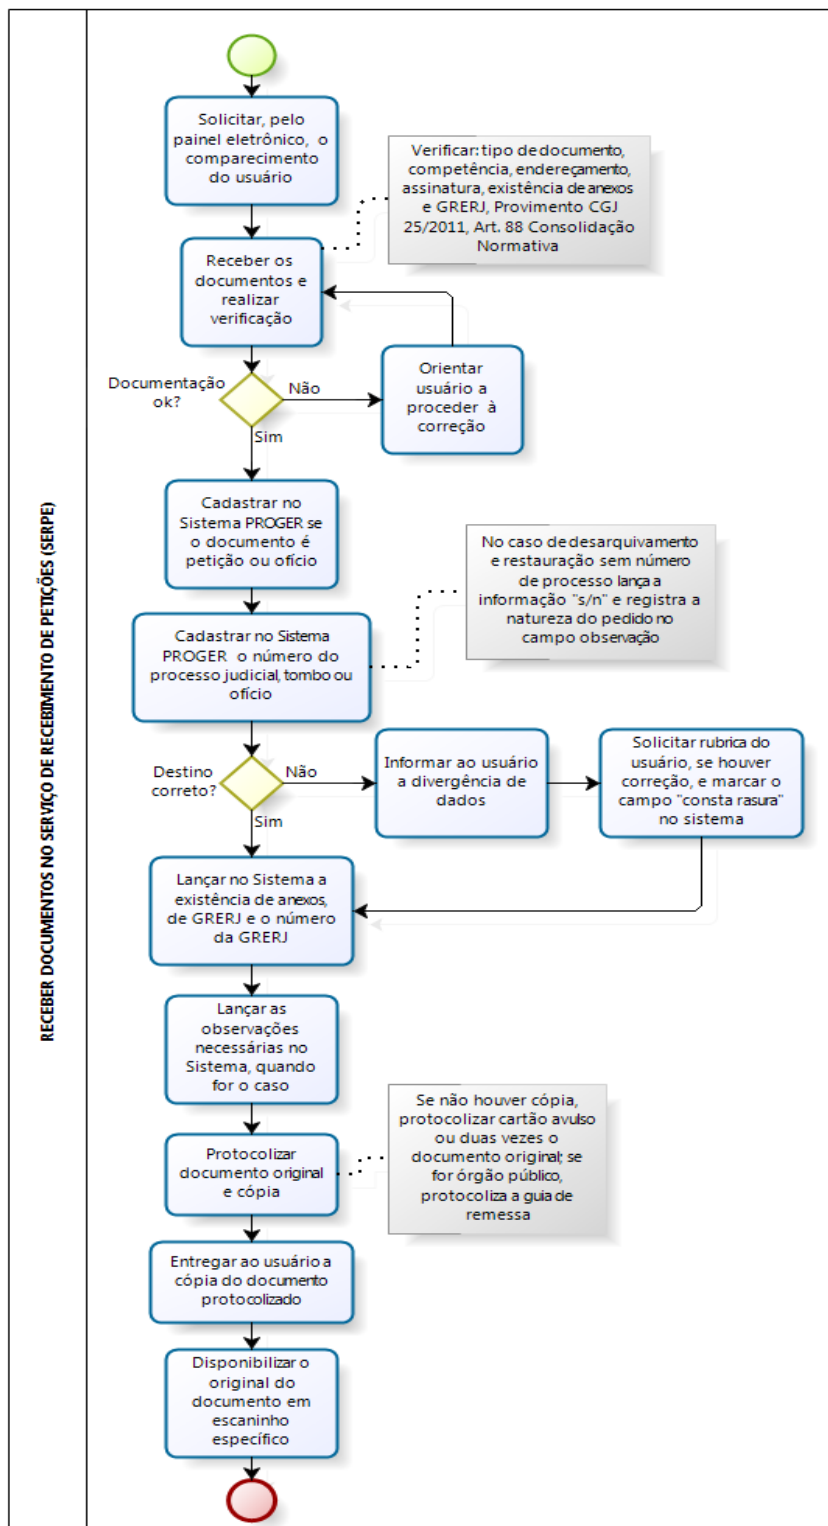 RECEBER DOCUMENTOS NO SERVIÇO DE RECEBIMENTO DE PETIÇÕES (SERPE)
Solicitar, pelo
painel eletrônico, o
comparecimento
do usuário
Verificar: tipo de documento,
competência, endereçamento,
assinatura, existência de anexos
e GRERJ, Provimento CGJ
25/2011, Art. 88 Consolidação
Normativa
Receber os
documentos e
realizar
verificação
Documentação
ok?
Não
Orientar
usuário a
proceder à
correção
Sim
Cadastrar no
Sistema PROGER se
o documento é
petição ou ofício
No caso de desarquivamento
e restauração sem número
de processo lança a
informação "s/n" e registra a
natureza do pedido no
campo observação
Cadastrar no Sistema
PROGER o número do
processo judicial, tombo ou
ofício
Destino
correto?
Não
Informar ao usuário
a divergência de
dados
Solicitar rubrica do
usuário, se houver
correção, e marcar o
campo "consta rasura"
no sistema
Sim
Lançar no Sistema a
existência de anexos,
de GRERJ e o número
da GRERJ
Lançar as
observações
necessárias no
Sistema, quando
for o caso
Se não houver cópia,
protocolizar cartão avulso
ou duas vezes o
documento original; se
for órgão público,
protocoliza a guia de
remessa
Protocolizar
documento original
e cópia
Entregar ao usuário a
cópia do documento
protocolizado
Disponibilizar o
original do
documento em
escaninho
específico